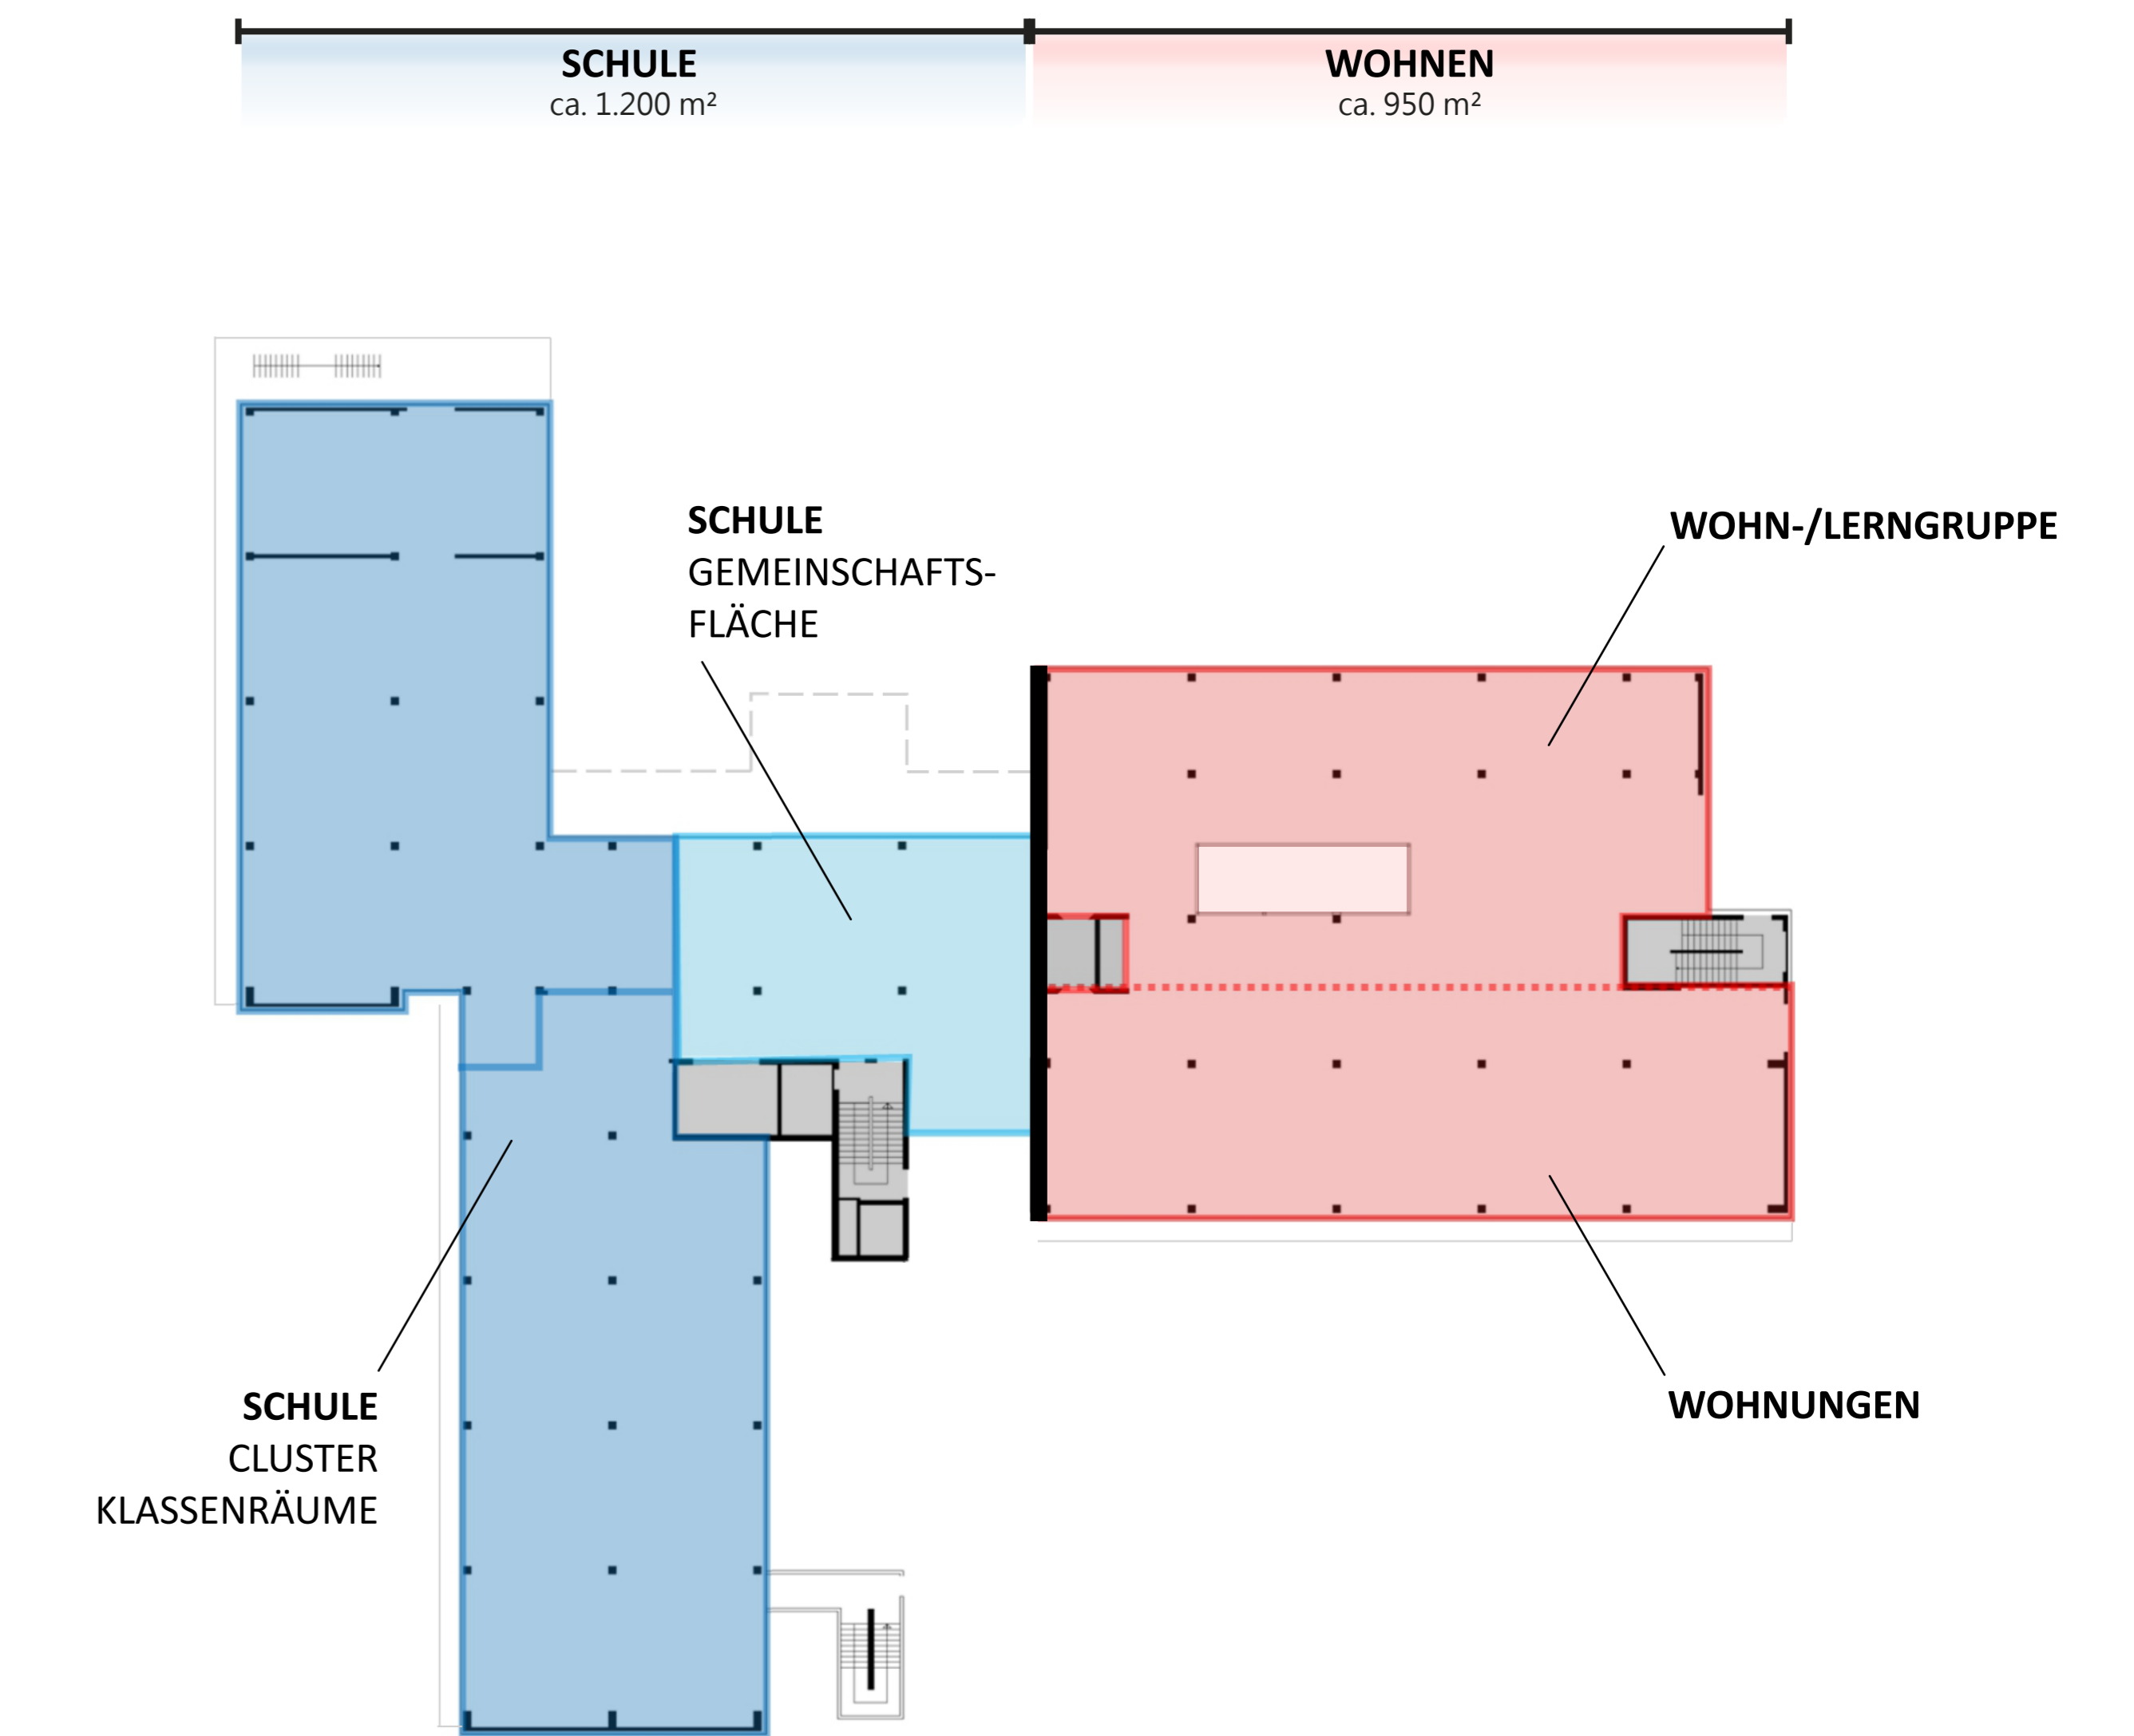 SCHULE
ca. 1.200 m²
WOHNEN
ca. 950 m²
SCHULE
GEMEINSCHAFTS-
FLÄCHE
WOHN-/LERNGRUPPE
SCHULE
CLUSTER
KLASSENRÄUME
WOHNUNGEN